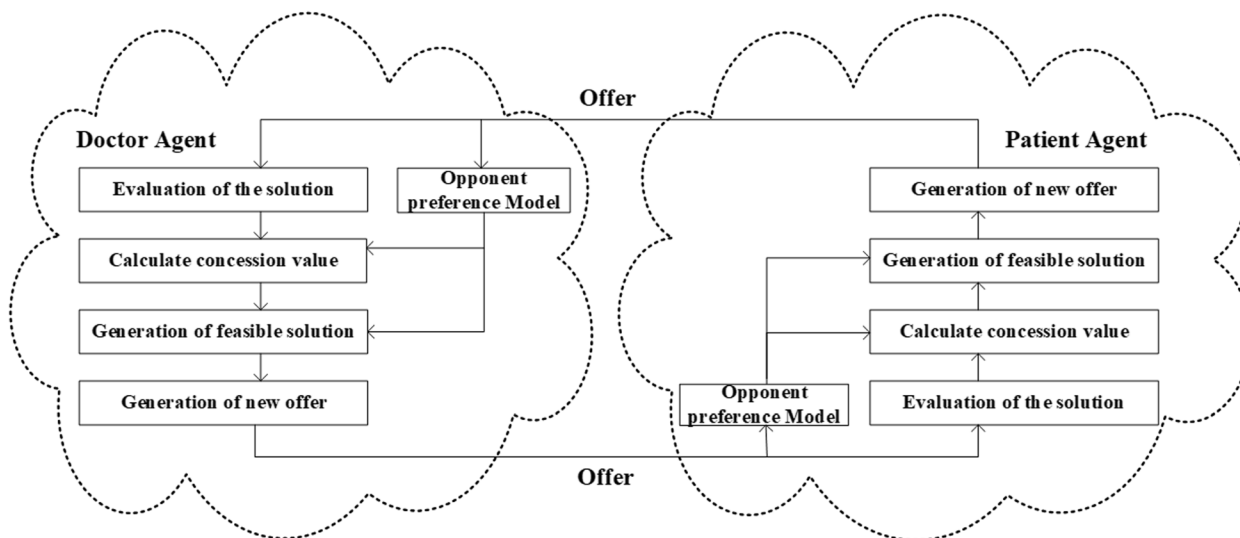 Offer
Doctor Agent
Evaluation of the solution
Opponent
preference Model
Calculate concession value
Generation of feasible solution
Generation of new offer
Patient Agent
Generation of new offer
Generation of feasible solution
Calculate concession value
Opponent
preference Model
Evaluation of the solution
Offer